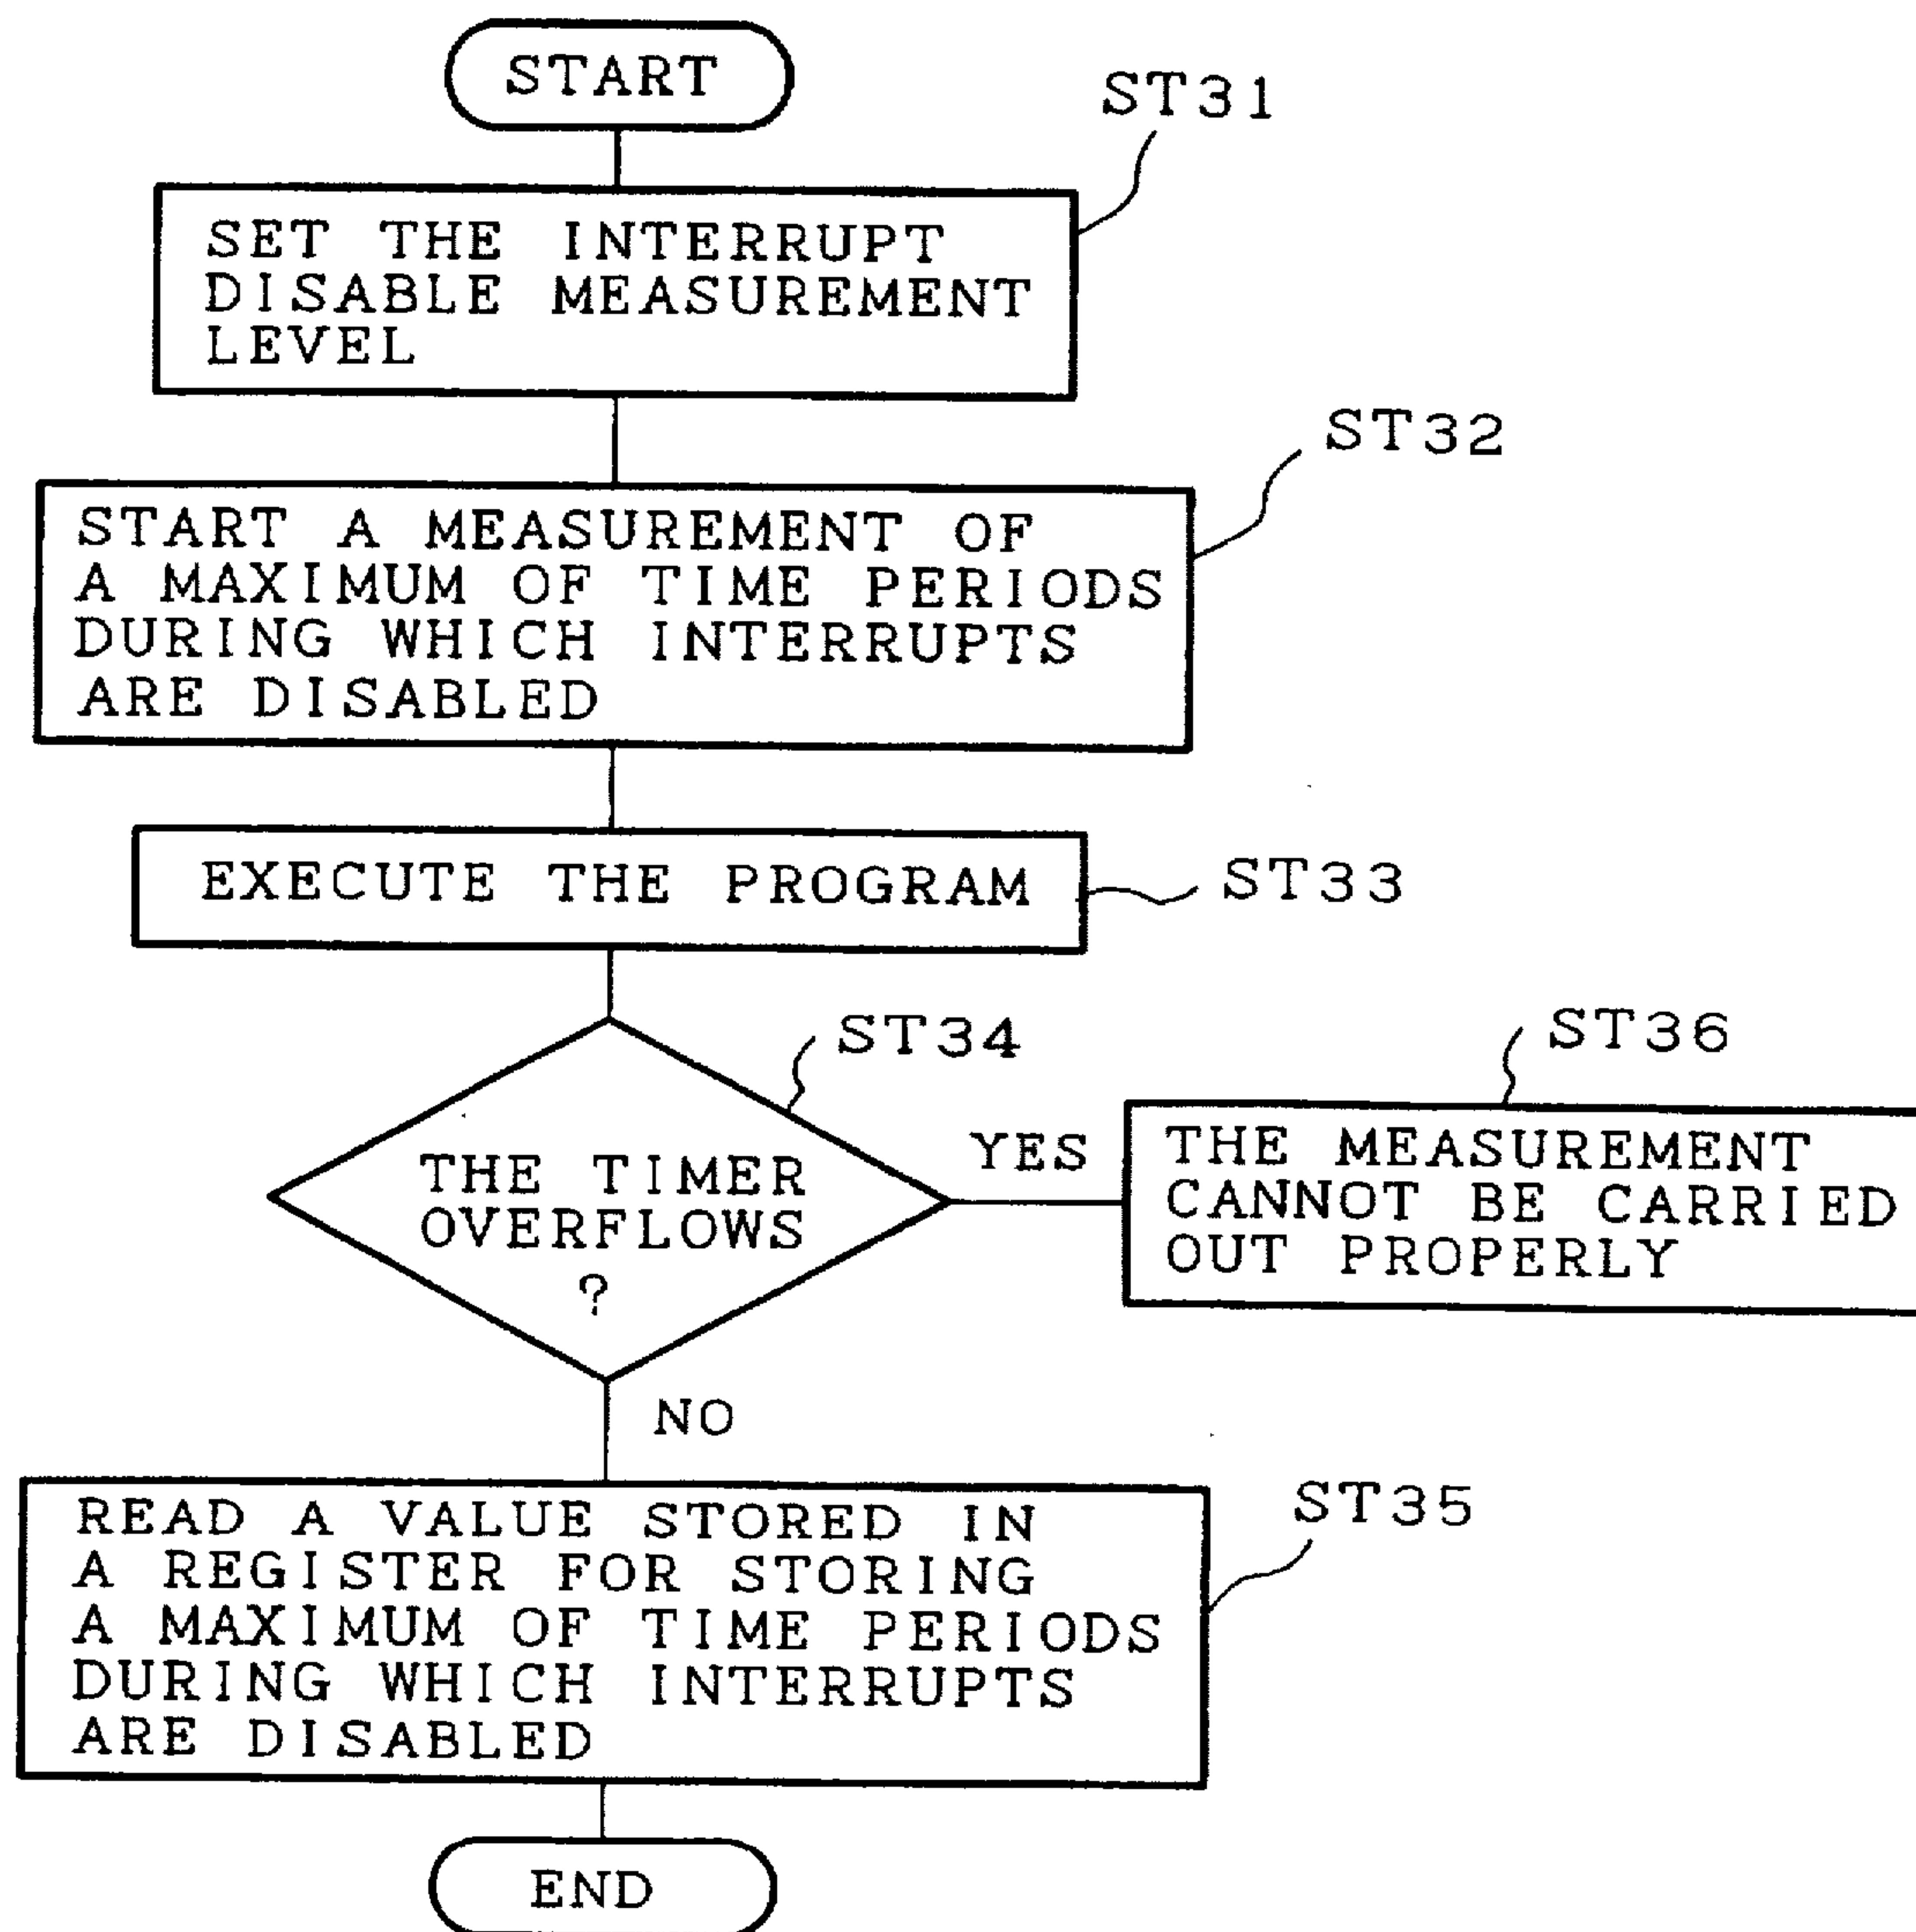 START
ST31
SET THE INTERRUPT
DISABLE MEASUREMENT
LEVEL
ST32
START A MEASUREMENT OF
A MAXIMUM OF TIME PERIODS
DURING WHICH INTERRUPTS
ARE DISABLED
EXECUTE THE PROGRAM
ST33
ST34
ST36
THE TIMER
OVERFLOWS
?
YES
THE MEASUREMENT
CANNOT BE CARRIED
OUT PROPERLY
NO
ST35
READ A VALUE STORED IN
A REGISTER FOR STORING
A MAXIMUM OF TIME PERIODS
DURING WHICH INTERRUPTS
ARE DISABLED
END